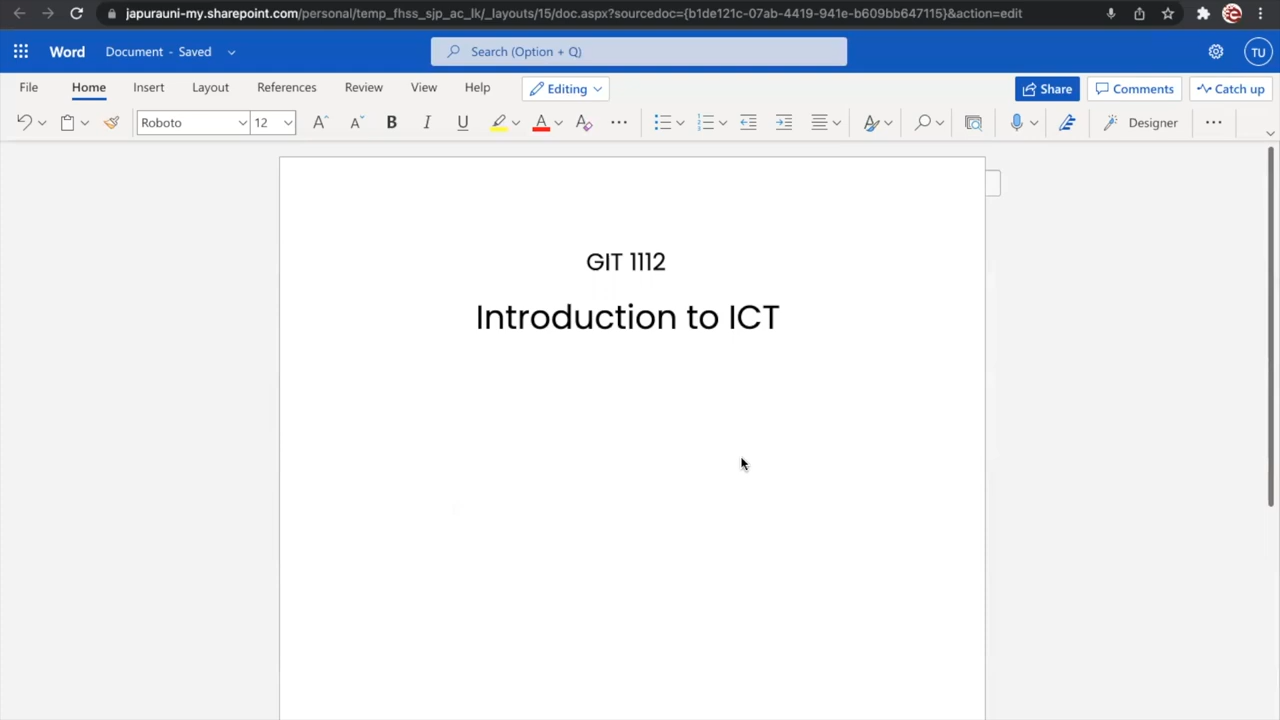 japurauni-my.sharepoint.com/personal/temp_fhss_sjp_ac_lk/_layouts/15/doc.aspx?sourcedoc={b1de121c-07ab-4419-941e-b609bb647115}&action=edit
Word Document - Saved Search (Option + Q) TU
File Home Insert Layout References Review View Help Editing Share Comments Catch up
Roboto 12 A A B I U A A Designer
GIT 1112
Introduction to ICT